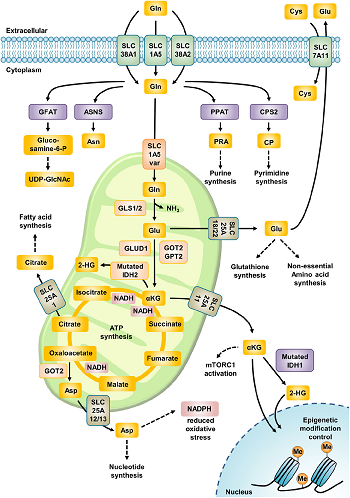 Gln
Cys
Glu
Extracellular
Cytoplasm
SLC
38A1
SLC
1A5
SLC
38A2
SLC
7A11
Gln
Cys
GFAT
ASNS
PPAT
CPS2
Gluco-
samine-6-P
Asn
PRA
CP
UDP-GlcNAc
SLC
1A5
var
Purine
synthesis
Pyrimidine
synthesis
Gln
GLS1/2
NH3
Glu
SLC
25A
18/22
Glu
Fatty acid
synthesis
GLUD1
GOT2
GPT2
Glutathione
synthesis
Non-essential
Amino acid
synthesis
Citrate
2-HG
Mutated
IDH2
SLC
25A
1
Isocitrate
NADH
αKG
NADH
SLC
25A
11
Citrate
ATP
synthesis
Succinate
Oxaloacetate
NADH
Fumarate
GOT2
Malate
Asp
SLC
25A
12/13
Asp
NADPH
reduced
oxidative
stress
Nucleotide
synthesis
αKG
mTORC1
activation
Mutated
IDH1
2-HG
Epigenetic
modification
control
Me
Me
Me
Nucleus